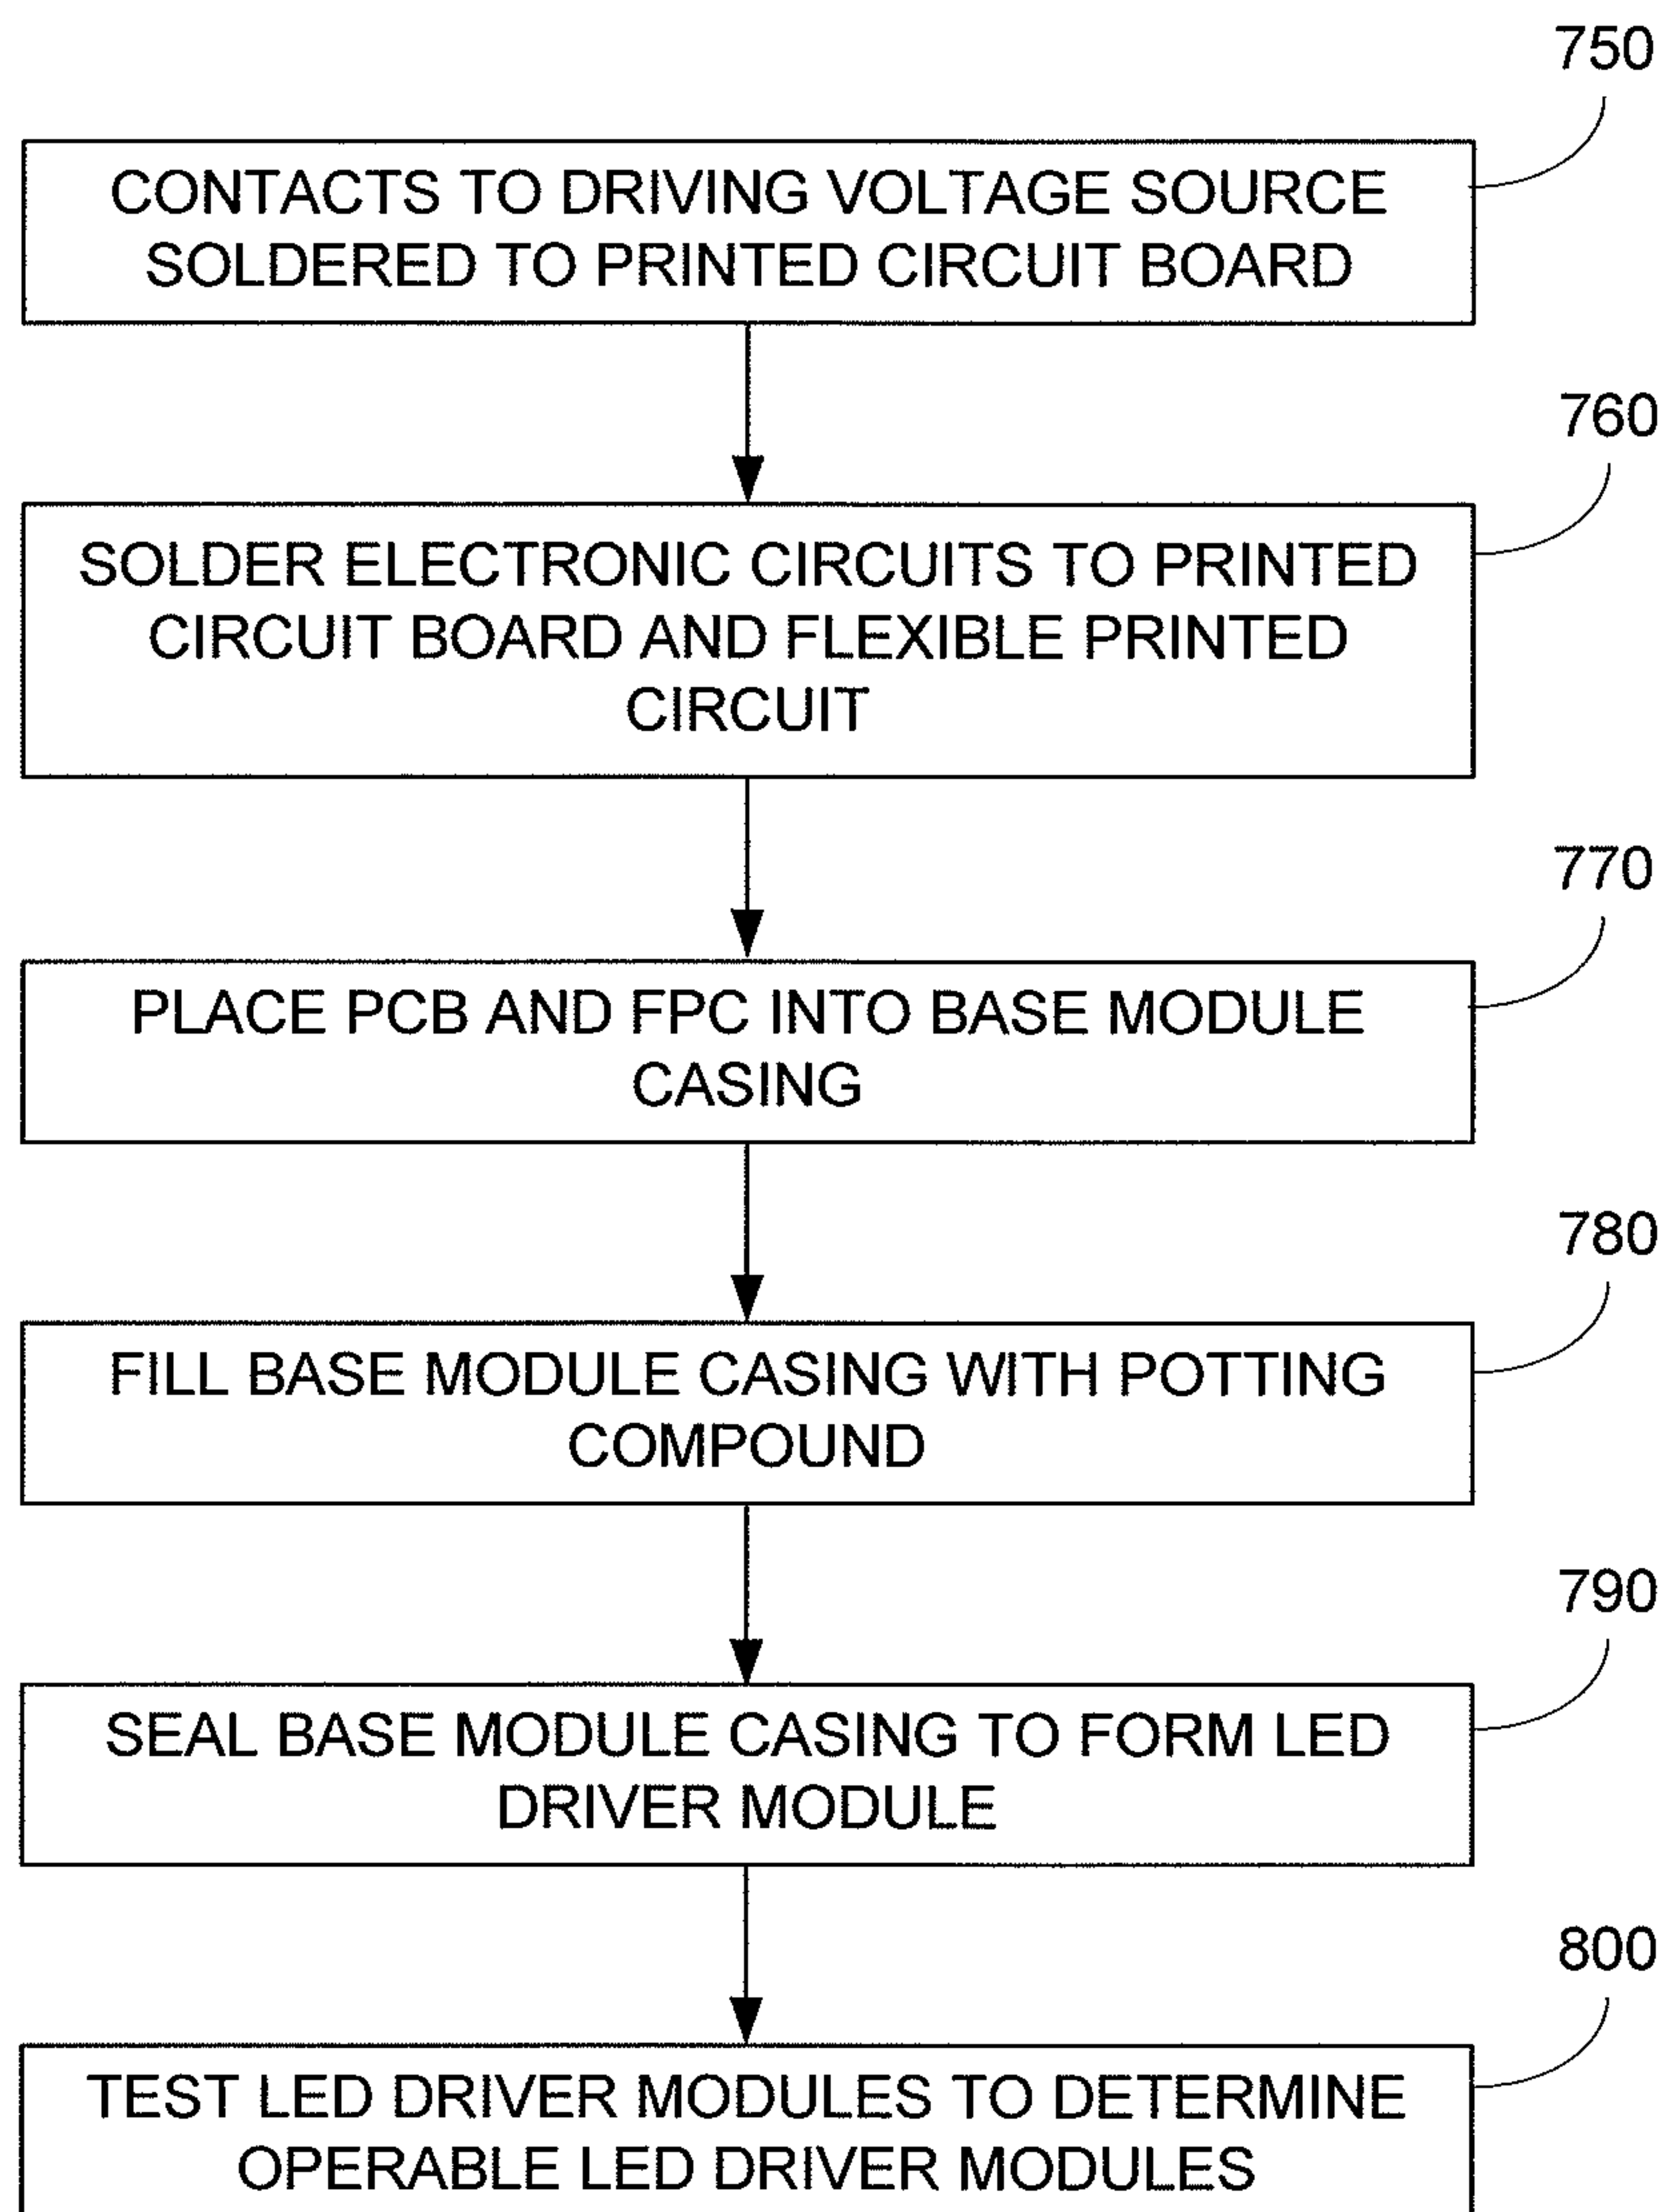 750
CONTACTS TO DRIVING VOLTAGE SOURCE
SOLDERED TO PRINTED CIRCUIT BOARD
760
SOLDER ELECTRONIC CIRCUITS TO PRINTED
CIRCUIT BOARD AND FLEXIBLE PRINTED
CIRCUIT
770
PLACE PCB AND FPC INTO BASE MODULE
CASING
780
FILL BASE MODULE CASING WITH POTTING
COMPOUND
790
SEAL BASE MODULE CASING TO FORM LED
DRIVER MODULE
800
TEST LED DRIVER MODULES TO DETERMINE
OPERABLE LED DRIVER MODULES